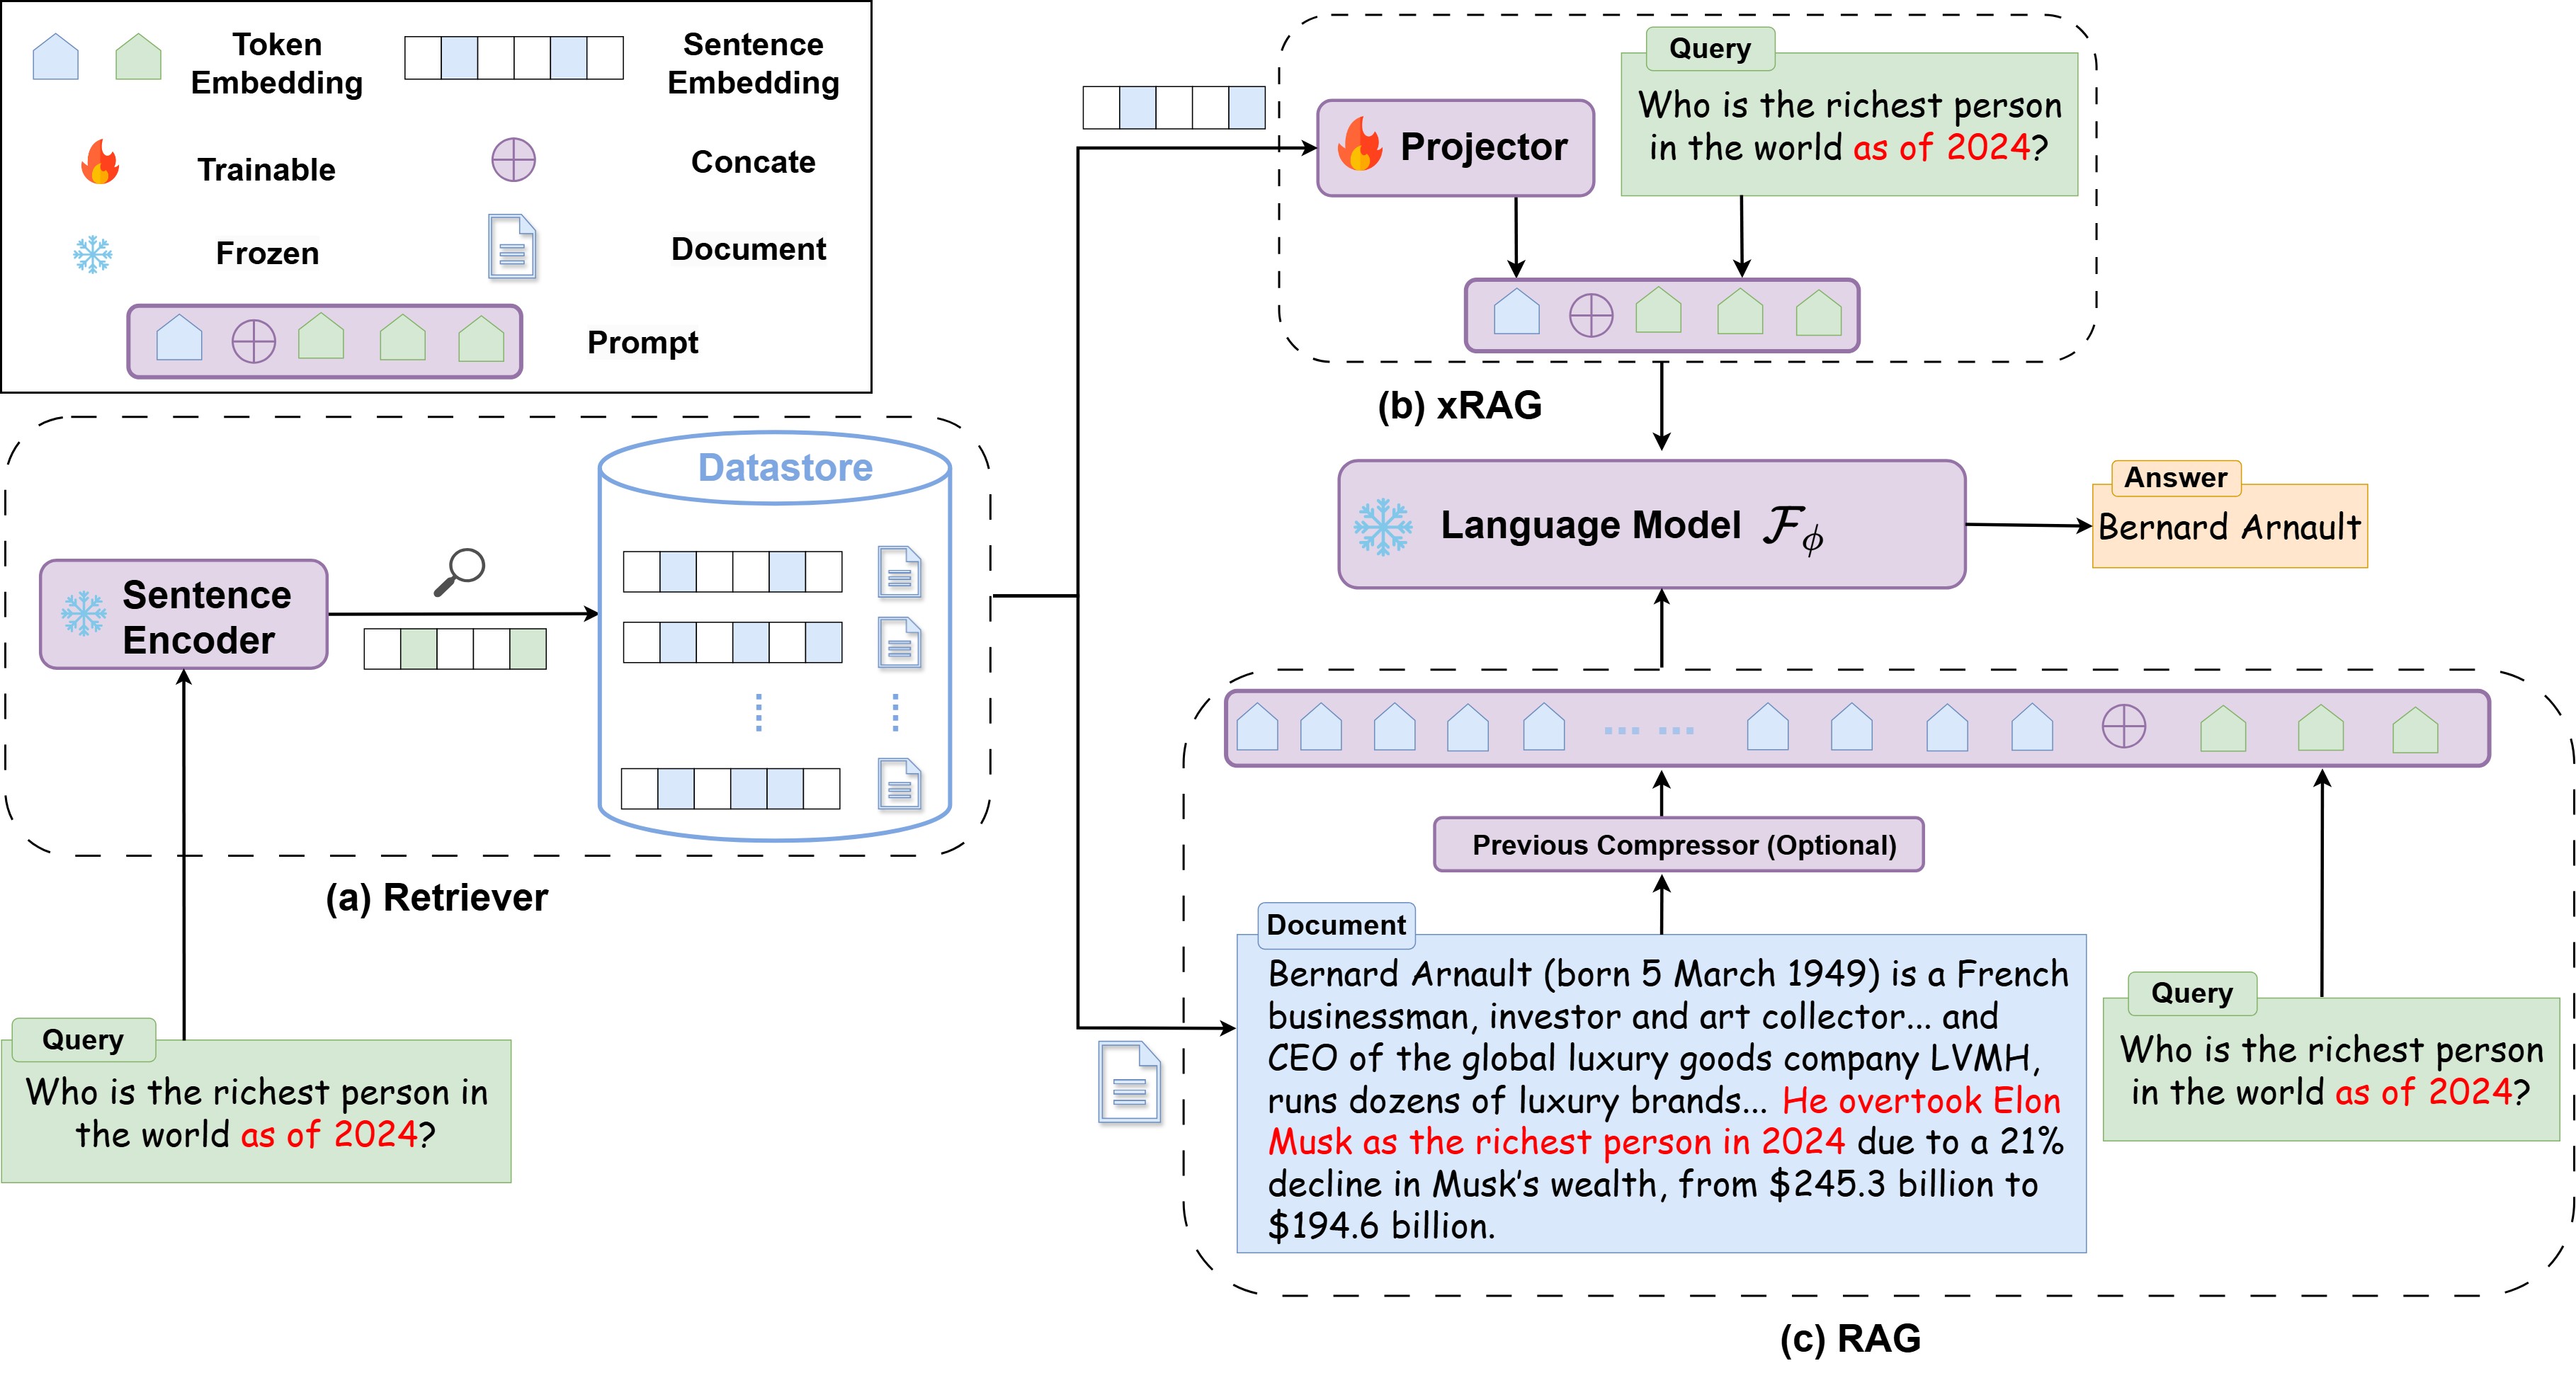 Token
Embedding
Sentence
Embedding
Trainable
Concate
Frozen
Document
Prompt
Datastore
Sentence
Encoder
(a) Retriever
Query
Who is the richest person in
the world as of 2024?
Projector
Query
Who is the richest person
in the world as of 2024?
(b) xRAG
Language Model 𝓕ϕ
Answer
Bernard Arnault
Previous Compressor (Optional)
Document
Bernard Arnault (born 5 March 1949) is a French
businessman, investor and art collector... and
CEO of the global luxury goods company LVMH,
runs dozens of luxury brands... He overtook Elon
Musk as the richest person in 2024 due to a 21%
decline in Musk's wealth, from $245.3 billion to
$194.6 billion.
Query
Who is the richest person
in the world as of 2024?
(c) RAG